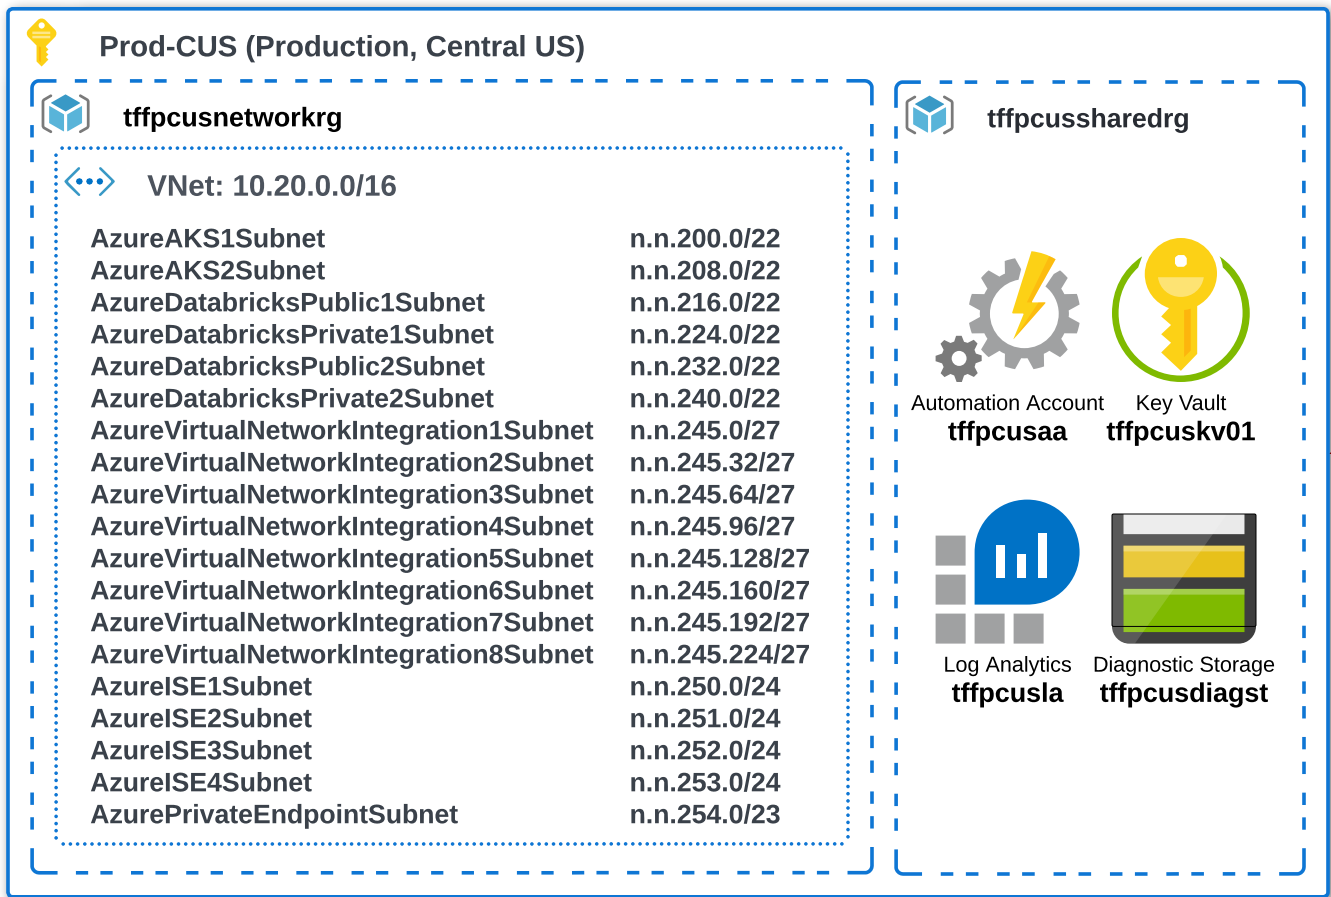 Prod-CUS (Production, Central US)
tffpcusnetworkrg
VNet: 10.20.0.0/16
AzureAKS1Subnet n.n.200.0/22
AzureAKS2Subnet n.n.208.0/22
AzureDatabricksPublic1Subnet n.n.216.0/22
AzureDatabricksPrivate1Subnet n.n.224.0/22
AzureDatabricksPublic2Subnet n.n.232.0/22
AzureDatabricksPrivate2Subnet n.n.240.0/22
AzureVirtualNetworkIntegration1Subnet n.n.245.0/27
AzureVirtualNetworkIntegration2Subnet n.n.245.32/27
AzureVirtualNetworkIntegration3Subnet n.n.245.64/27
AzureVirtualNetworkIntegration4Subnet n.n.245.96/27
AzureVirtualNetworkIntegration5Subnet n.n.245.128/27
AzureVirtualNetworkIntegration6Subnet n.n.245.160/27
AzureVirtualNetworkIntegration7Subnet n.n.245.192/27
AzureVirtualNetworkIntegration8Subnet n.n.245.224/27
AzureISE1Subnet n.n.250.0/24
AzureISE2Subnet n.n.251.0/24
AzureISE3Subnet n.n.252.0/24
AzureISE4Subnet n.n.253.0/24
AzurePrivateEndpointSubnet n.n.254.0/23
tffpcussharedrg
Automation Account
tffpcusaa
Key Vault
tffpcuskv01
Log Analytics
tffpcusla
Diagnostic Storage
tffpcusdiagst